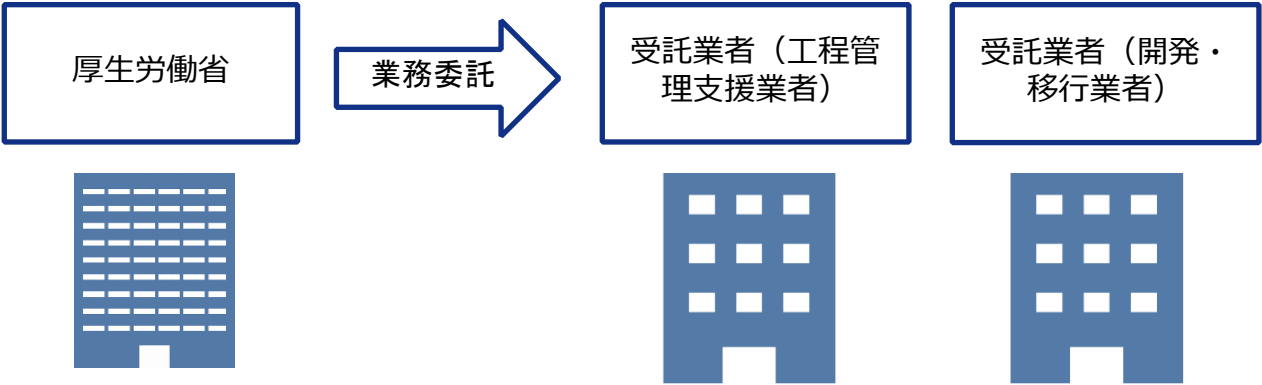 厚生労働省
業務委託
受託業者（工程管
理支援業者）
受託業者（開発・
移行業者）